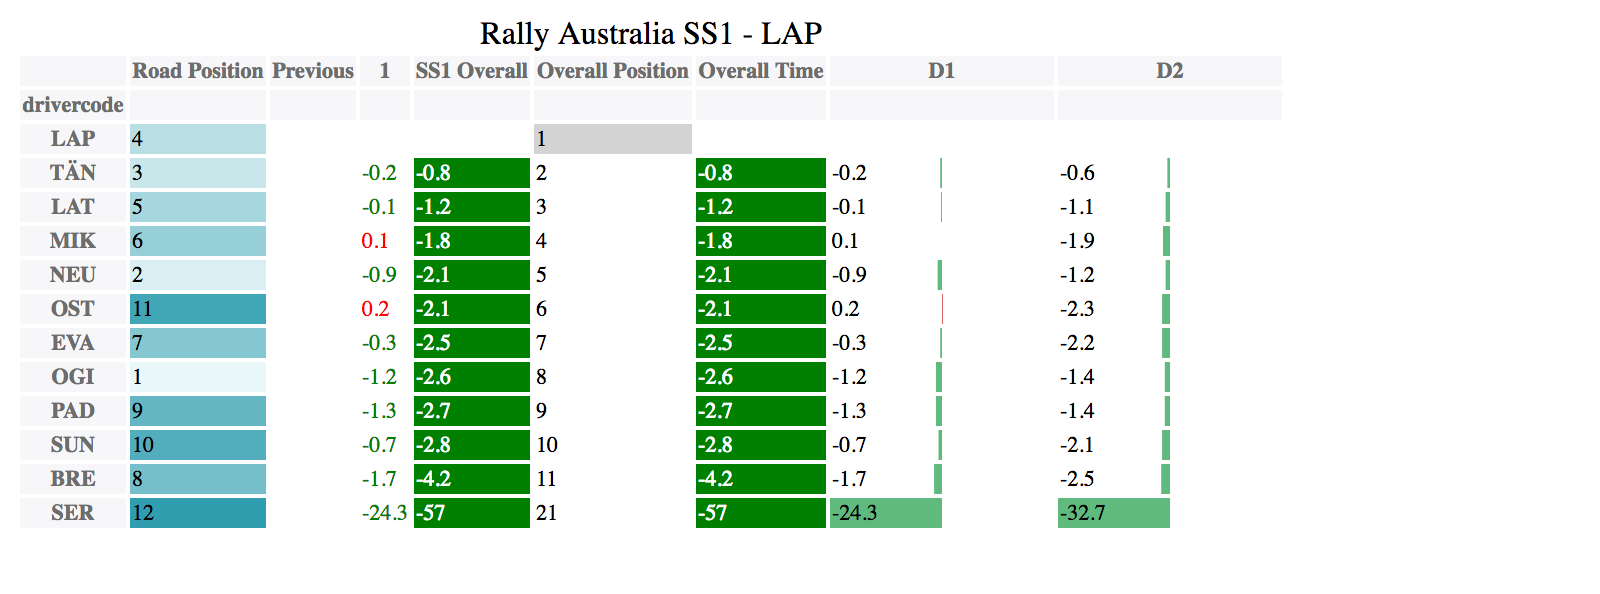 Rally Australia SS1 - LAP
Road Position Previous 1 SS1 Overall Overall Position Overall Time D1 D2
drivercode
LAP 4 1
TÄN 3 -0.2 -0.8 2 -0.8 -0.2 -0.6
LAT 5 -0.1 -1.2 3 -1.2 -0.1 -1.1
MIK 6 0.1 -1.8 4 -1.8 0.1 -1.9
NEU 2 -0.9 -2.1 5 -2.1 -0.9 -1.2
OST 11 0.2 -2.1 6 -2.1 0.2 -2.3
EVA 7 -0.3 -2.5 7 -2.5 -0.3 -2.2
OGI 1 -1.2 -2.6 8 -2.6 -1.2 -1.4
PAD 9 -1.3 -2.7 9 -2.7 -1.3 -1.4
SUN 10 -0.7 -2.8 10 -2.8 -0.7 -2.1
BRE 8 -1.7 -4.2 11 -4.2 -1.7 -2.5
SER 12 -24.3 -57 21 -57 -24.3 -32.7